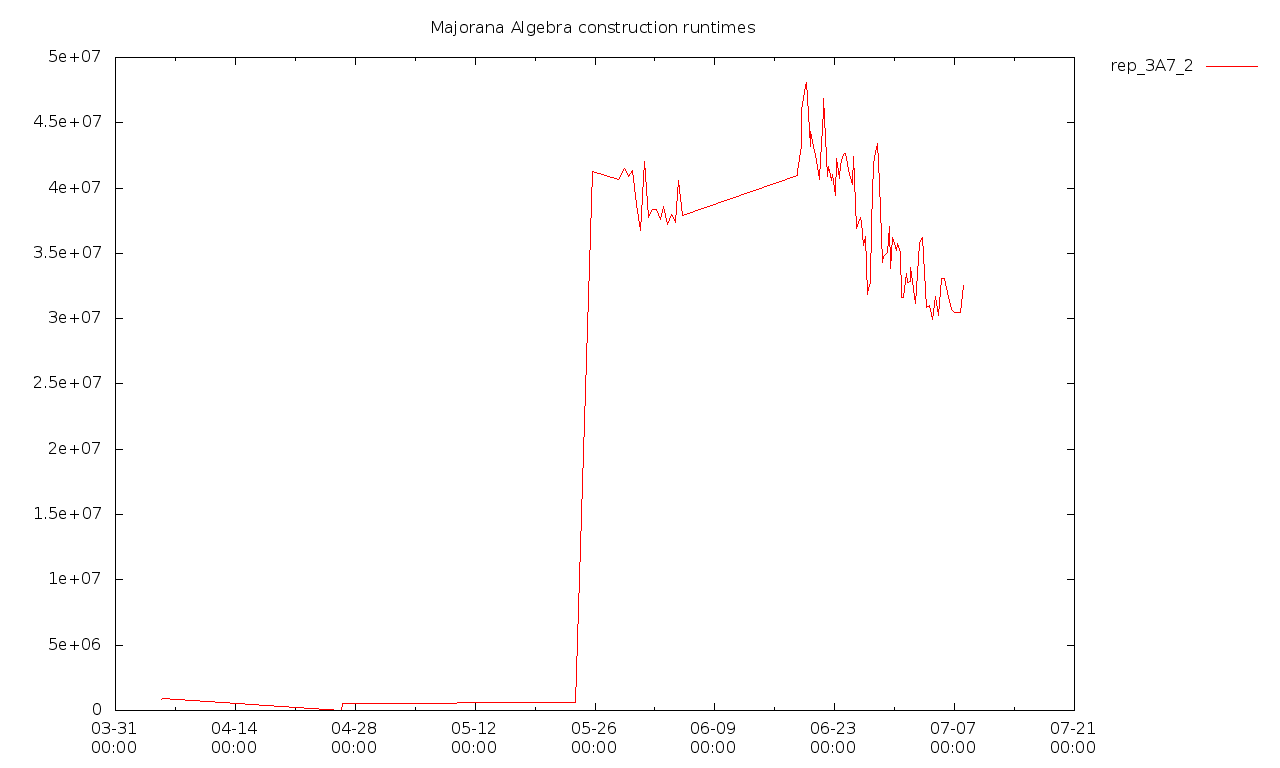 Majorana Algebra construction runtimes
rep_3A7_2
5e+07
4.5e+07
4e+07
3.5e+07
3e+07
2.5e+07
2e+07
1.5e+07
1e+07
5e+06
0
03-31 04-14 04-28 05-12 05-26 06-09 06-23 07-07 07-21
00:00 00:00 00:00 00:00 00:00 00:00 00:00 00:00 00:00